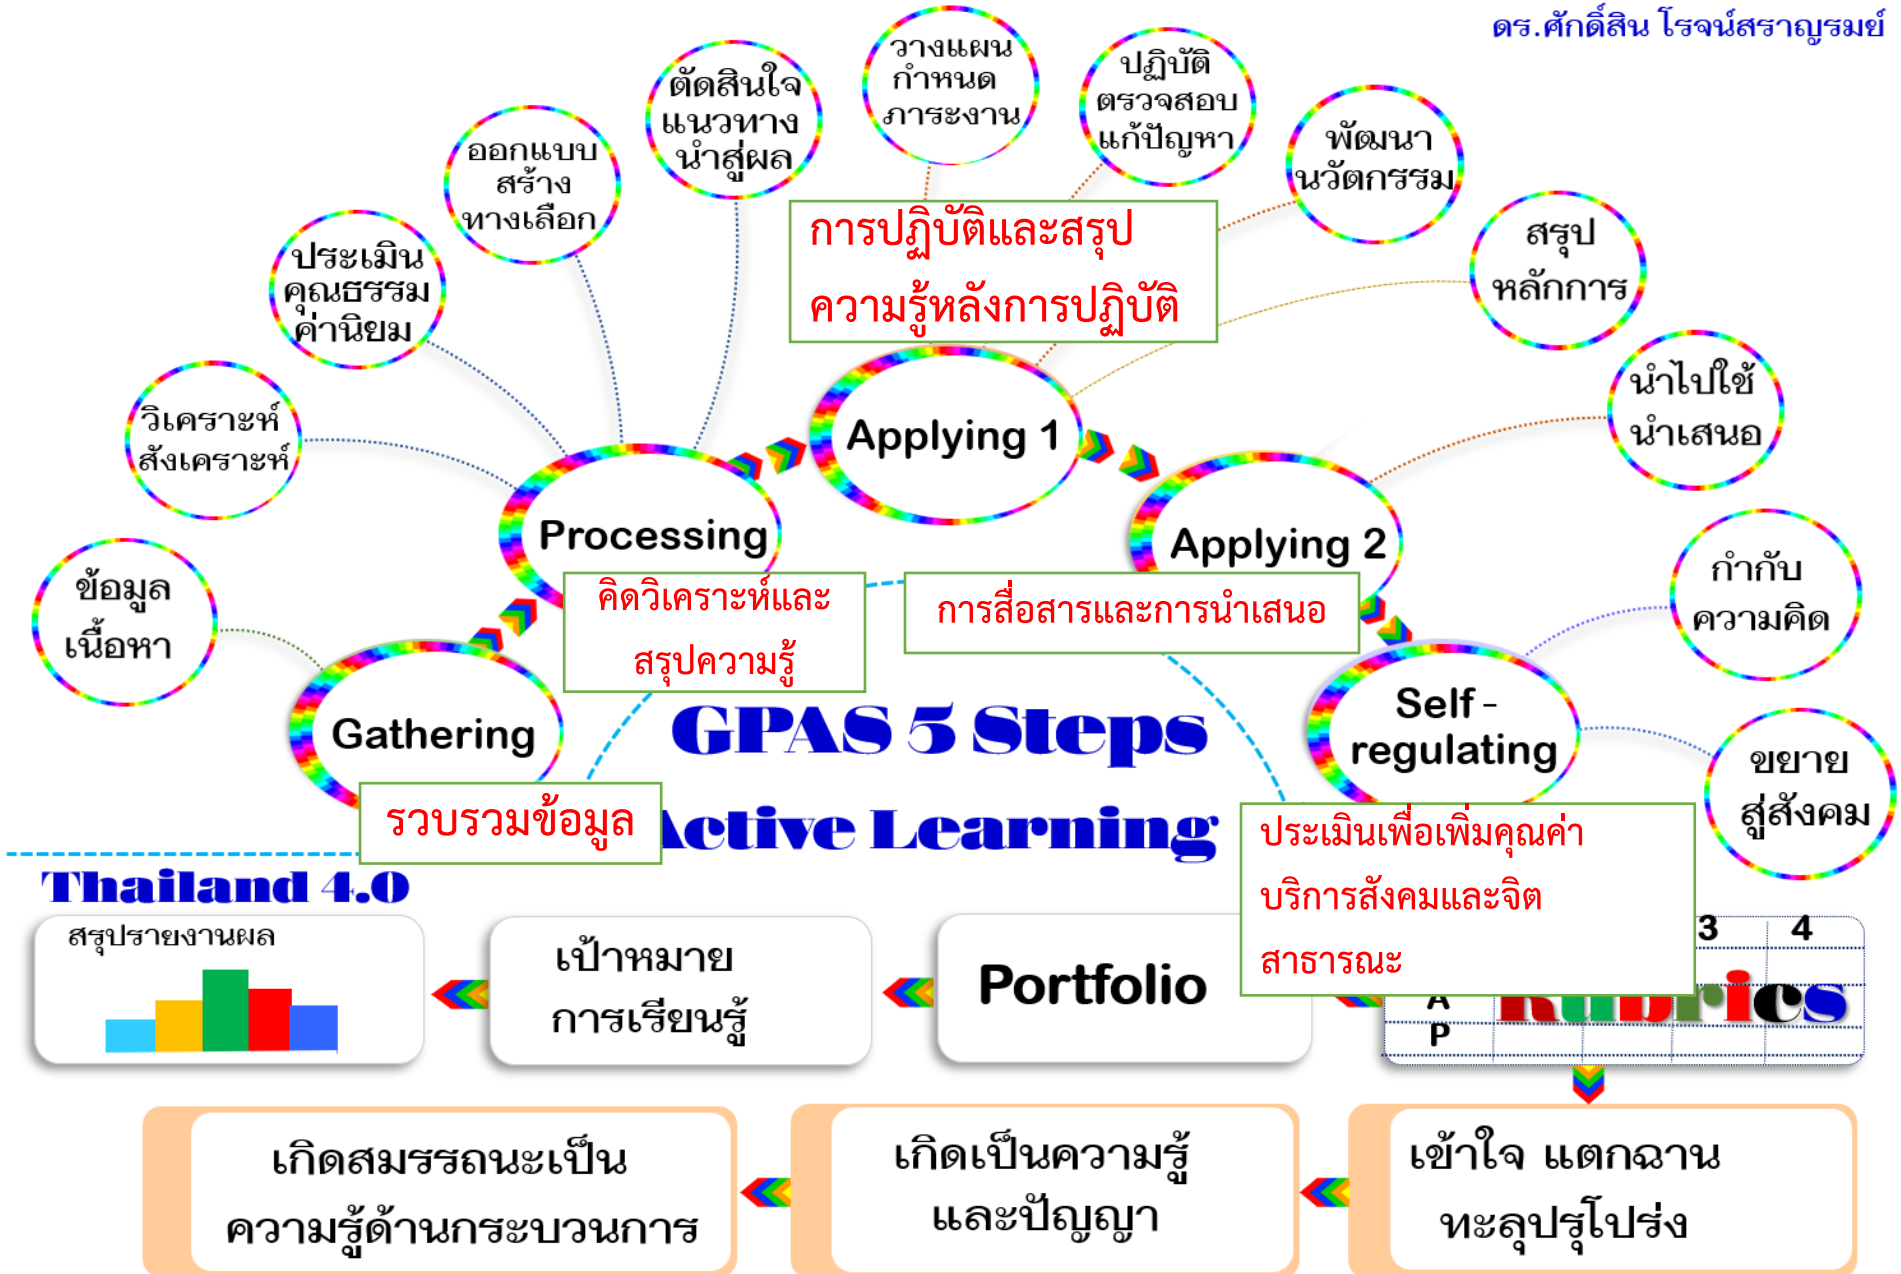 ดร.ศักดิ์สิน โรจน์สราญรมย์
วางแผน
กำหนด
ภาระงาน
ปฏิบัติ
ตรวจสอบ
แก้ปัญหา
ตัดสินใจ
แนวทาง
นำสู่ผล
พัฒนา
นวัตกรรม
ออกแบบ
สร้าง
ทางเลือก
สรุป
หลักการ
ประเมิน
คุณธรรม
ค่านิยม
การปฏิบัติและสรุป
ความรู้หลังการปฏิบัติ
นำไปใช้
นำเสนอ
วิเคราะห์
สังเคราะห์
Applying 1
Processing
Applying 2
ข้อมูล
เนื้อหา
กำกับ
ความคิด
คิดวิเคราะห์และ
สรุปความรู้
การสื่อสารและการนำเสนอ
Gathering
Self -
regulating
GPAS 5 Steps
ขยาย
สู่สังคม
รวบรวมข้อมูล
Active Learning
ประเมินเพื่อเพิ่มคุณค่า
บริการสังคมและจิต
สาธารณะ
Thailand 4.0
สรุปรายงานผล
เป้าหมาย
การเรียนรู้
Portfolio
3 4
A
P
Rubrics
เกิดสมรรถนะเป็น
ความรู้ด้านกระบวนการ
เกิดเป็นความรู้
และปัญญา
เข้าใจ แตกฉาน
ทะลุปรุโปร่ง